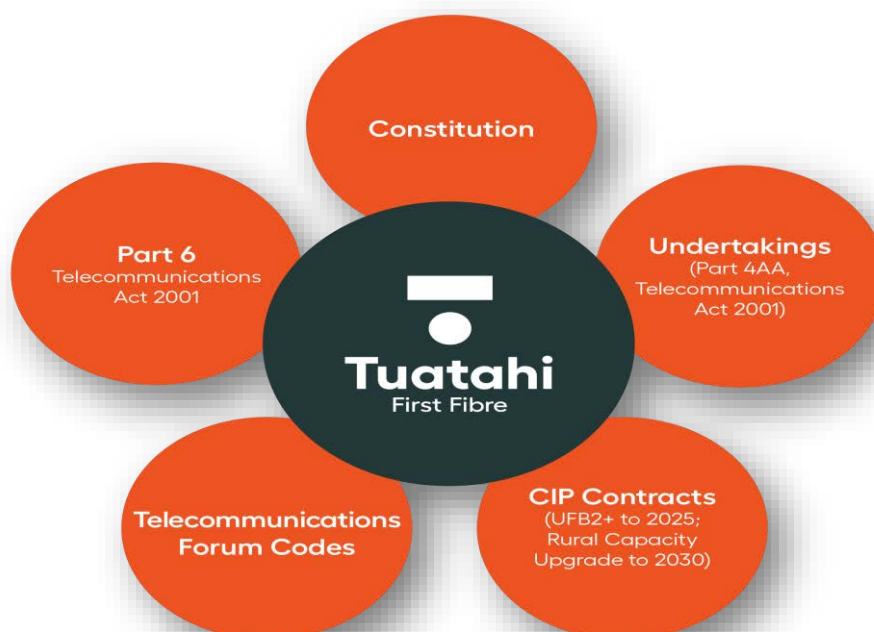 Constitution
Part 6
Telecommunications
Act 2001
Undertakings
(Part 4AA,
Telecommunications
Act 2001)
Tuatahi
First Fibre
Telecommunications
Forum Codes
CIP Contracts
(UFB2+ to 2025;
Rural Capacity
Upgrade to 2030)